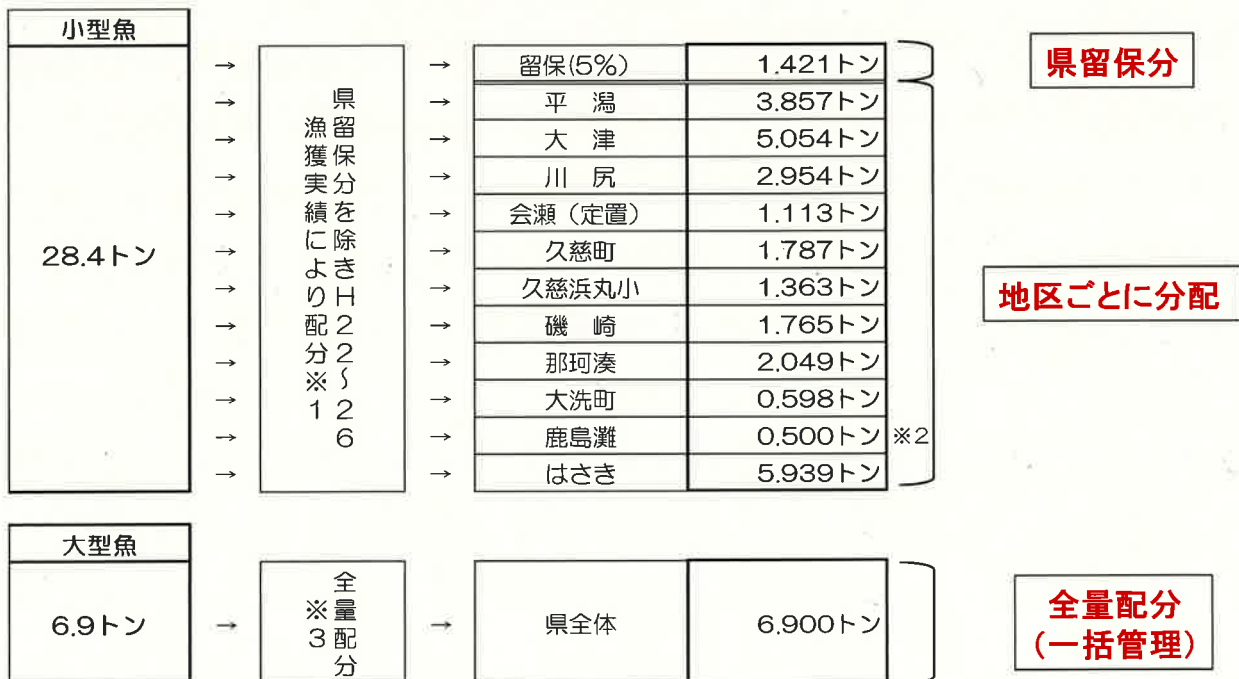 小型魚
28.4トン
→ → 留保(5%) 1.421トン
→ → 平 潟 3.857トン
→ → 大 津 5.054トン
→ → 川 尻 2.954トン
→ → 会瀬（定置） 1.113トン
→ → 久慈町 1.787トン
→ → 久慈浜丸小 1.363トン
→ → 磯 崎 1.765トン
→ → 那珂湊 2.049トン
→ → 大洗町 0.598トン
→ → 鹿島灘 0.500トン ※2
→ → はさき 5.939トン
県留保分を除きH22～26
漁獲実績により配分※1
県留保分
地区ごとに分配
大型魚
6.9トン
→ → 県全体 6.900トン
全量配分
※3
全量配分
(一括管理)